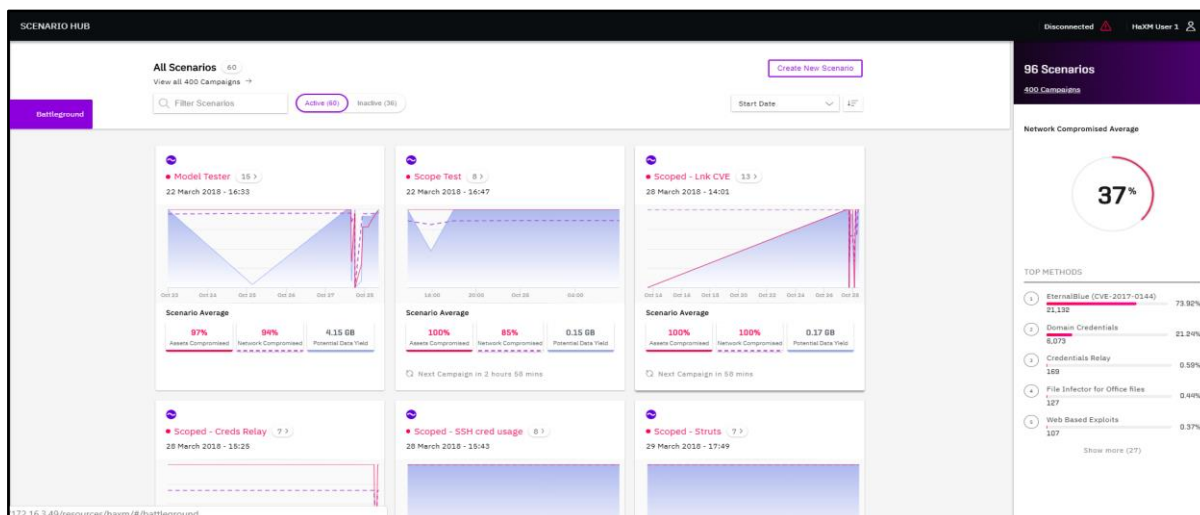 SCENARIO HUB
Disconnected
HaXM User 1
Battleground
All Scenarios 60
View all 400 Campaigns →
Create New Scenario
Filter Scenarios
Active (60)
Inactive (36)
Start Date
Model Tester 15 >
22 March 2018 - 16:33
Oct 23 Oct 24 Oct 25 Oct 26 Oct 27 Oct 28
Scenario Average
97% 94% 4.15 GB
Assets Compromised Network Compromised Potential Data Yield
Scope Test 8 >
22 March 2018 - 16:47
18:00 20:00 Oct 28 04:00
Scenario Average
100% 85% 0.15 GB
Assets Compromised Network Compromised Potential Data Yield
Next Campaign in 2 hours 58 mins
Scoped - Lnk CVE 13 >
28 March 2018 - 14:01
Oct 14 Oct 16 Oct 18 Oct 20 Oct 22 Oct 24 Oct 26 Oct 28
Scenario Average
100% 100% 0.17 GB
Assets Compromised Network Compromised Potential Data Yield
Next Campaign in 58 mins
Scoped - Creds Relay 7 >
28 March 2018 - 15:25
Scoped - SSH cred usage 8 >
28 March 2018 - 15:43
Scoped - Struts 7 >
29 March 2018 - 17:49
96 Scenarios
400 Campaigns
Network Compromised Average
37%
TOP METHODS
1 EternalBlue (CVE-2017-0144) 73.92%
21,132
2 Domain Credentials 21.24%
6,073
3 Credentials Relay 0.59%
169
4 File Infector for Office files 0.44%
127
5 Web Based Exploits 0.37%
107
Show more (27)
172.16.3.49/resources/haxm/#/battleground